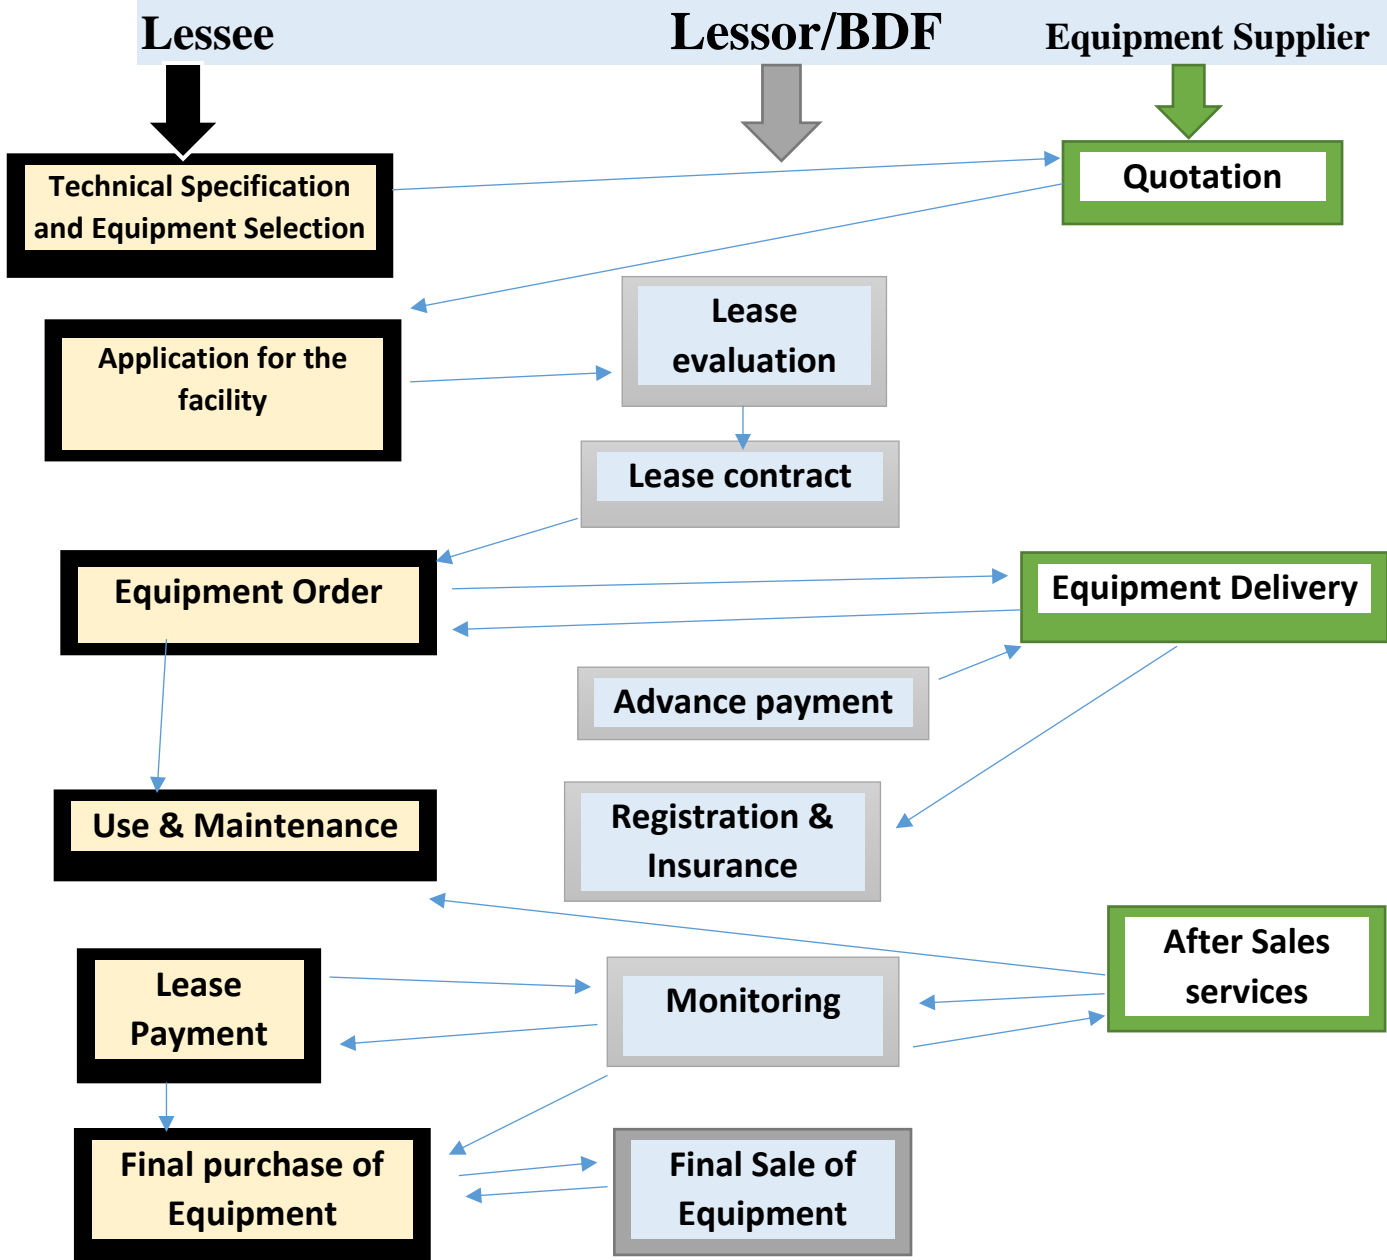 Lessee
Lessor/BDF
Equipment Supplier
Technical Specification
and Equipment Selection
Quotation
Lease
evaluation
Application for the
facility
Lease contract
Equipment Order
Equipment Delivery
Advance payment
Use & Maintenance
Registration &
Insurance
After Sales
services
Lease
Payment
Monitoring
Final purchase of
Equipment
Final Sale of
Equipment